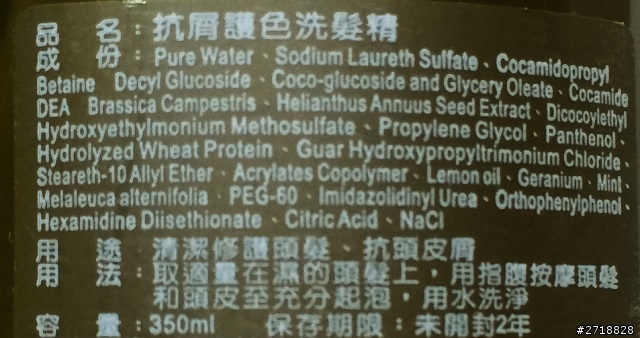 品 名：抗屑護色洗髮精
成 份：Pure Water、Sodium Laureth Sulfate、Cocamidopropyl
Betaine Decyl Glucoside、Coco-glucoside and Glycery Oleate、Cocamide
DEA Brassica Campestris、Helianthus Annuus Seed Extract、Dicocoylethyl
Hydroxyethylmonium Methosulfate、Propylene Glycol、Panthenol、
Hydrolyzed Wheat Protein、Guar Hydroxypropyltrimonium Chloride、
Steareth-10 Allyl Ether、Acrylates Copolymer、Lemon oil、Geranium、Mint、
Melaleuca alternifolia PEG-60 Imidazolidinyl Urea、Orthophenylphenol、
Hexamidine Diisethionate、Citric Acid、NaCl
用 途：清潔修護頭髮、抗頭皮屑
用 法：取適量在濕的頭髮上，用指腹按摩頭髮
和頭皮至充分起泡，用水洗淨
容 量：350ml 保存期限：未開封2年
#2718828